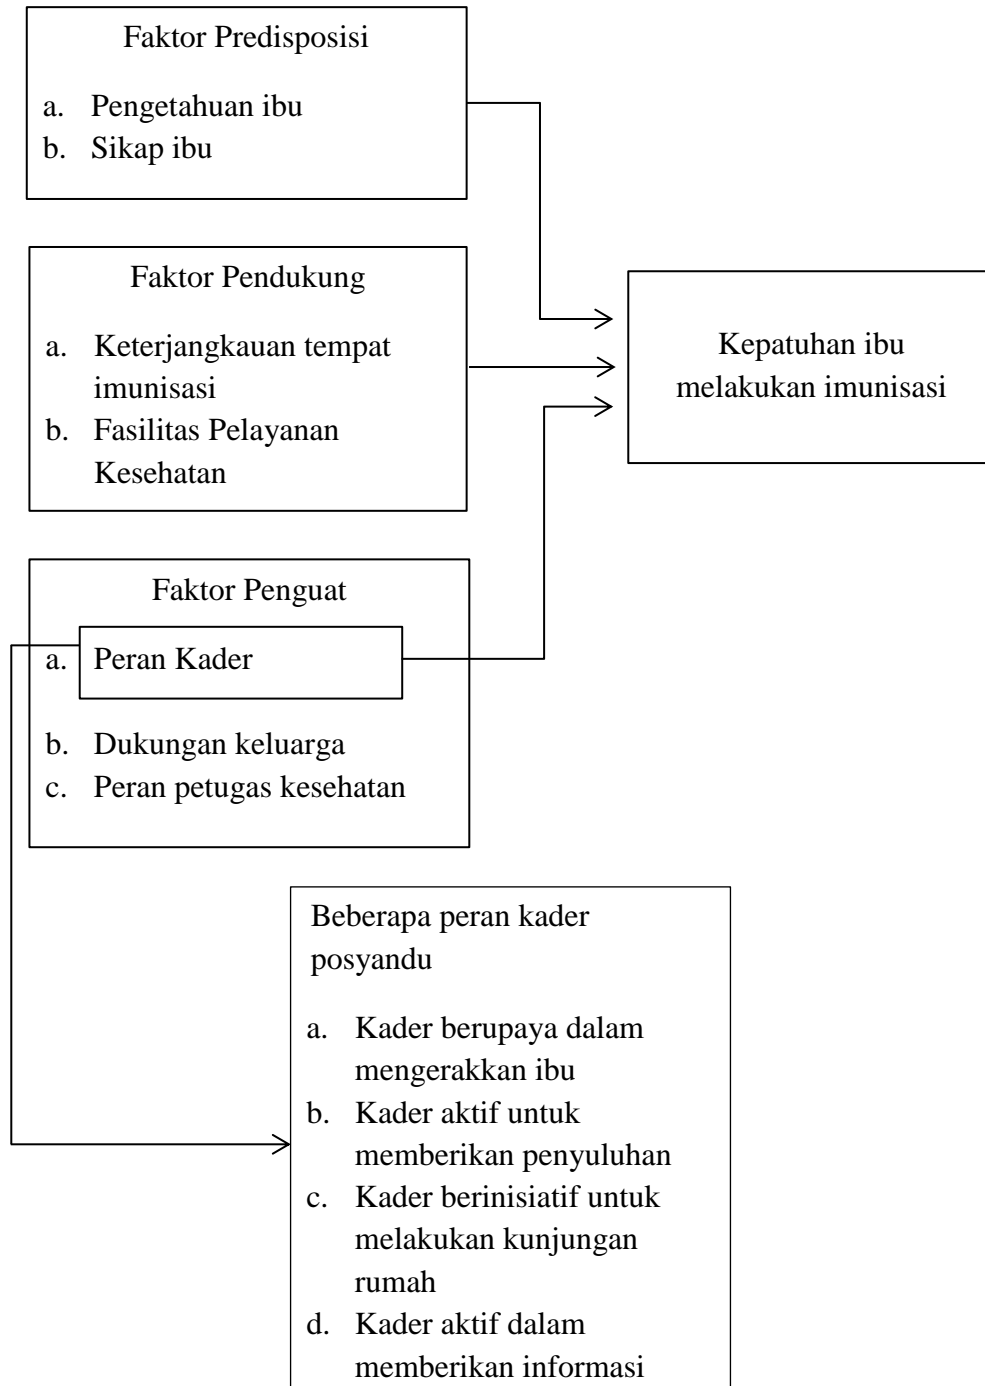 Faktor Predisposisi
a. Pengetahuan ibu
b. Sikap ibu
Faktor Pendukung
a. Keterjangkauan tempat
imunisasi
b. Fasilitas Pelayanan
Kesehatan
Kepatuhan ibu
melakukan imunisasi
Faktor Penguat
a. Peran Kader
b. Dukungan keluarga
c. Peran petugas kesehatan
Beberapa peran kader
posyandu
a. Kader berupaya dalam
mengerakkan ibu
b. Kader aktif untuk
memberikan penyuluhan
c. Kader berinisiatif untuk
melakukan kunjungan
rumah
d. Kader aktif dalam
memberikan informasi